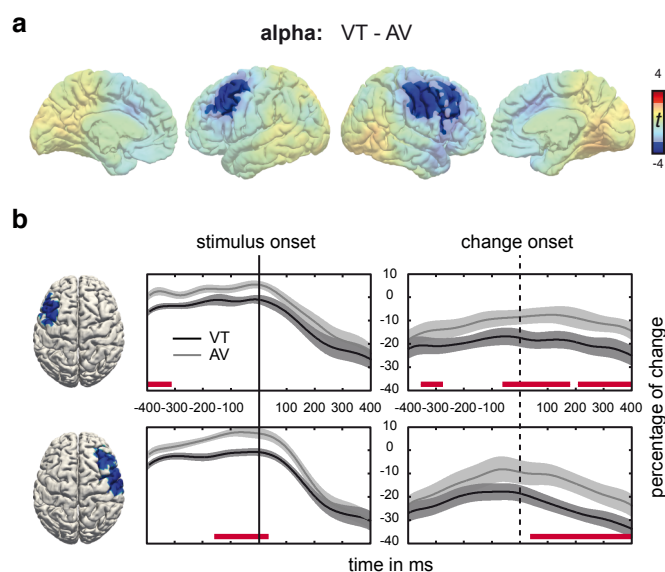 a
alpha: VT - AV
4
t
-4
b
stimulus onset
change onset
VT
AV
10
0
-10
-20
-30
-40
-400 -300 -200 -100 100 200 300 400
-400 -300 -200 -100 100 200 300 400
10
0
-10
-20
-30
-40
percentage of change
time in ms